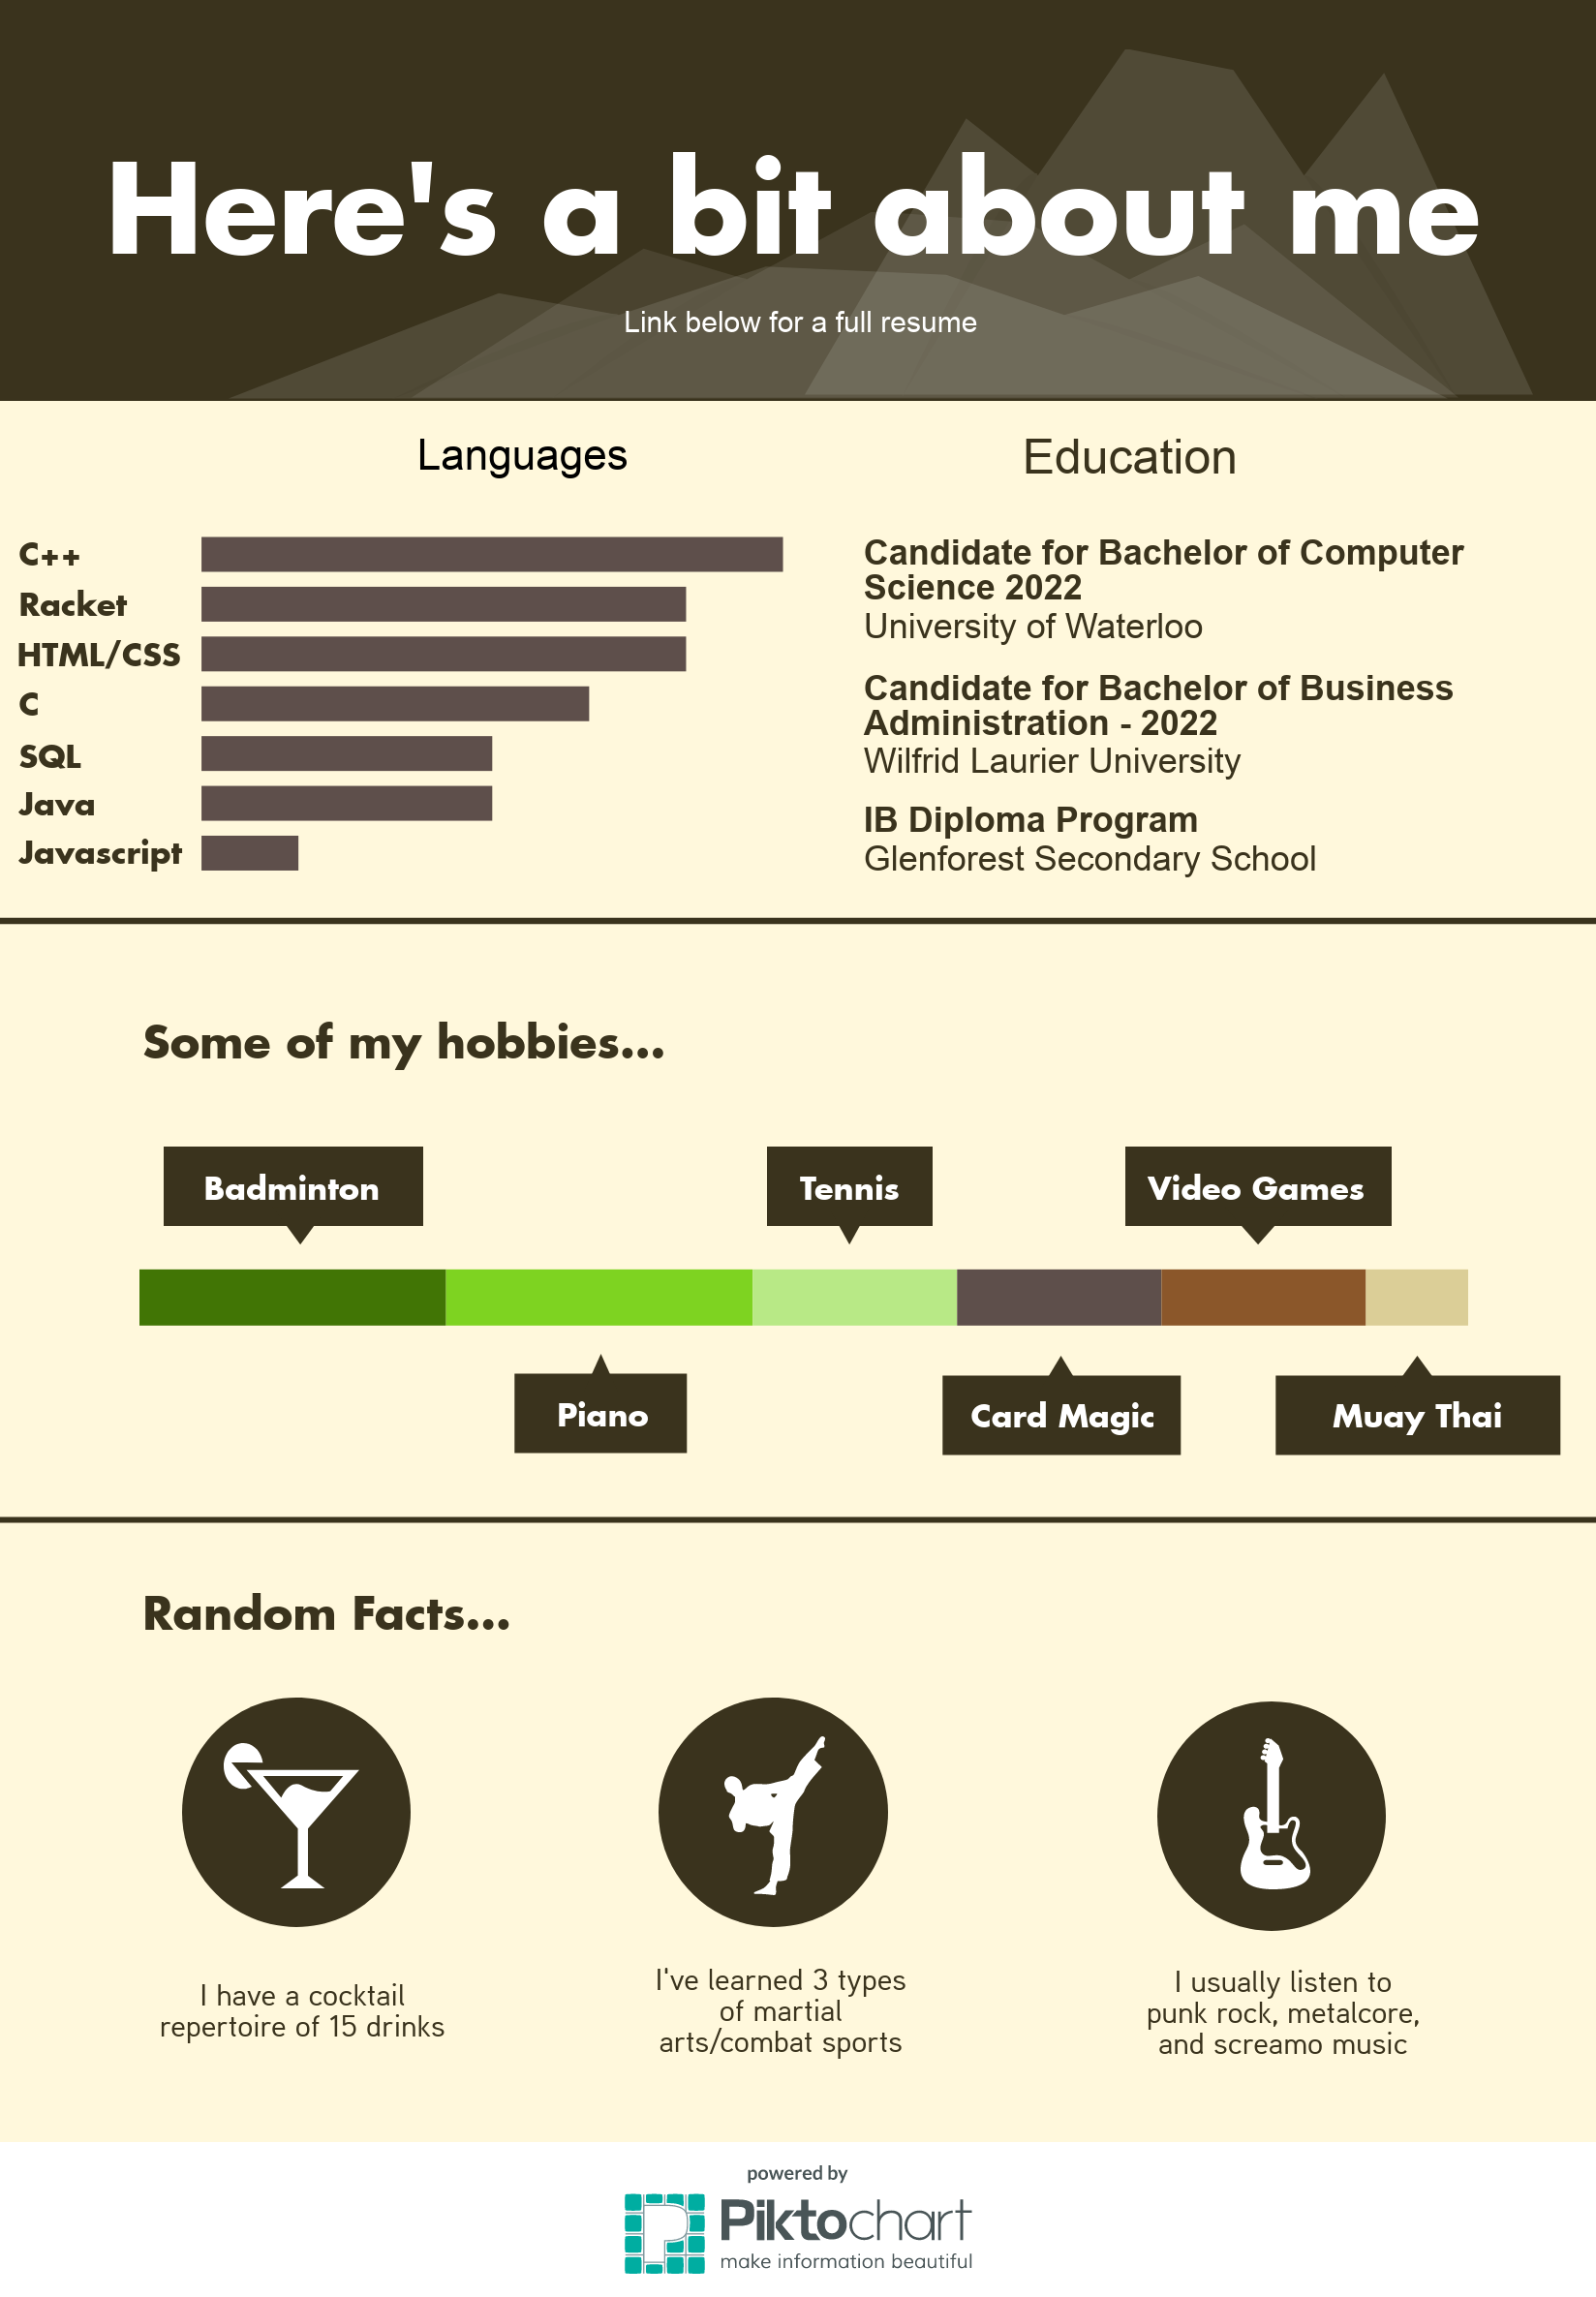 Here's a bit about me
Link below for a full resume
Languages
C++
Racket
HTML/CSS
C
SQL
Java
Javascript
Education
Candidate for Bachelor of Computer
Science 2022
University of Waterloo
Candidate for Bachelor of Business
Administration - 2022
Wilfrid Laurier University
IB Diploma Program
Glenforest Secondary School
Some of my hobbies...
Badminton
Tennis
Video Games
Piano
Card Magic
Muay Thai
Random Facts...
I have a cocktail
repertoire of 15 drinks
I've learned 3 types
of martial
arts/combat sports
I usually listen to
punk rock, metalcore,
and screamo music
powered by
Piktochart
make information beautiful